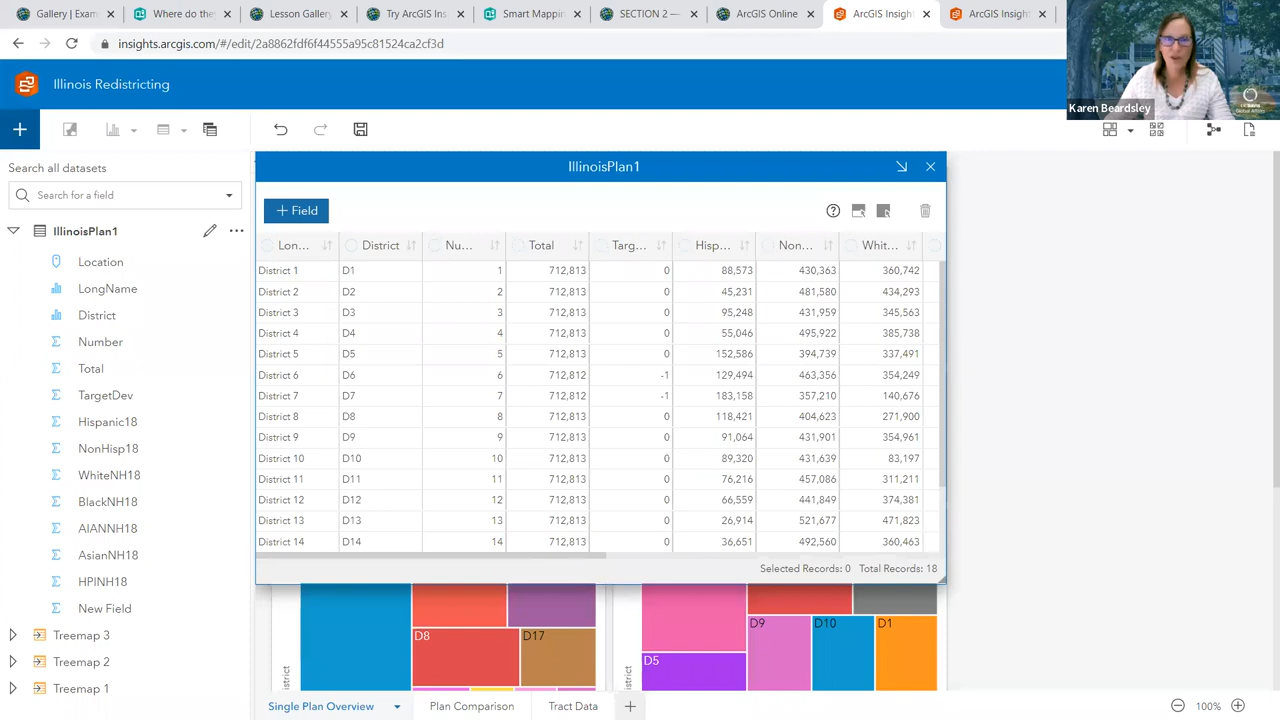 Gallery | Exam
Where do the
Lesson Gallery
Try ArcGIS Ins
Smart Mappin
SECTION 2 —
ArcGIS Online
ArcGIS Insigh
ArcGIS Insigh
insights.arcgis.com/#/edit/2a8862fdf6f44555a95c81524ca2cf3d
Karen Beardsley
UC Davis
Global Affairs
Illinois Redistricting
Search all datasets
Search for a field
IllinoisPlan1
Location
LongName
District
Number
Total
TargetDev
Hispanic18
NonHisp18
WhiteNH18
BlackNH18
AIANNH18
AsianNH18
HPINH18
New Field
Treemap 3
Treemap 2
Treemap 1
IllinoisPlan1
+ Field
Lon... District Nu... Total Targ... Hisp... Non... Whit...
District 1 D1 1 712,813 0 88,573 430,363 360,742
District 2 D2 2 712,813 0 45,231 481,580 434,293
District 3 D3 3 712,813 0 95,248 431,959 345,563
District 4 D4 4 712,813 0 55,046 495,922 385,738
District 5 D5 5 712,813 0 152,586 394,739 337,491
District 6 D6 6 712,812 -1 129,494 463,356 354,249
District 7 D7 7 712,812 -1 183,158 357,210 140,676
District 8 D8 8 712,813 0 118,421 404,623 271,900
District 9 D9 9 712,813 0 91,064 431,901 354,961
District 10 D10 10 712,813 0 89,320 431,639 83,197
District 11 D11 11 712,813 0 76,216 457,086 311,211
District 12 D12 12 712,813 0 66,559 441,849 374,381
District 13 D13 13 712,813 0 26,914 521,677 471,823
District 14 D14 14 712,813 0 36,651 492,560 360,463
Selected Records: 0 Total Records: 18
istrict
D8
D17
istrict
D5
D9
D10
D1
Single Plan Overview
Plan Comparison
Tract Data
100%